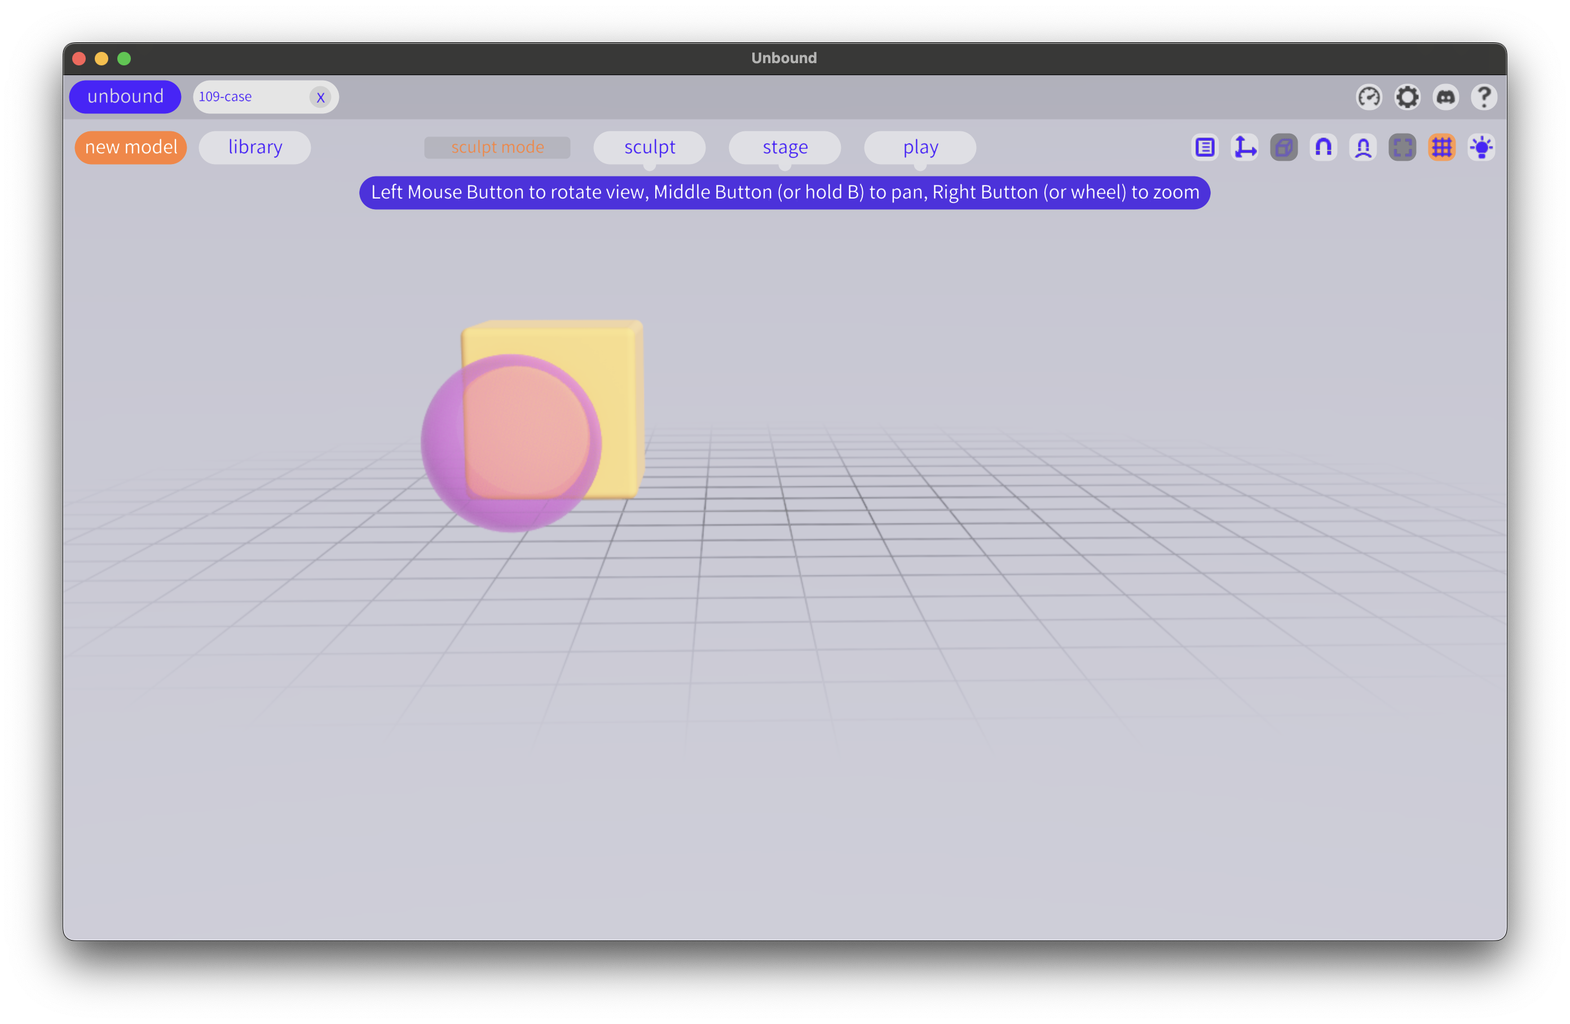 Unbound
unbound
109-case
X
new model
library
sculpt mode
sculpt
stage
play
Left Mouse Button to rotate view, Middle Button (or hold B) to pan, Right Button (or wheel) to zoom